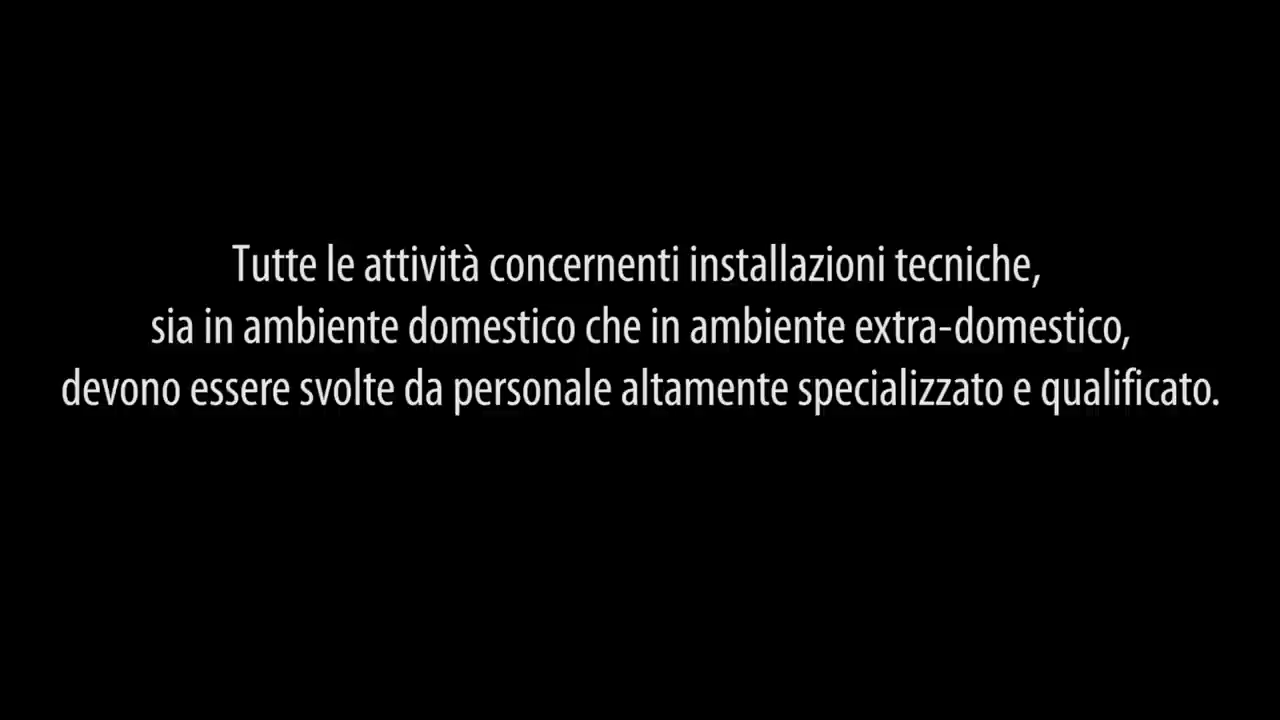 Tutte le attività concernenti installazioni tecniche,
sia in ambiente domestico che in ambiente extra-domestico,
devono essere svolte da personale altamente specializzato e qualificato.